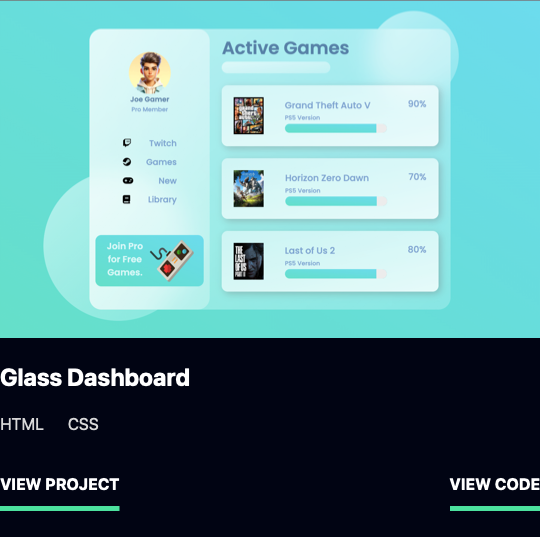 Active Games
Joe Gamer
Pro Member
Twitch
Games
New
Library
Join Pro
for Free
Games.
Grand Theft Auto V
90%
PS5 Version
Horizon Zero Dawn
70%
PS5 Version
Last of Us 2
80%
PS5 Version
THE LAST OF US
PART II
Glass Dashboard
HTML CSS
VIEW PROJECT VIEW CODE